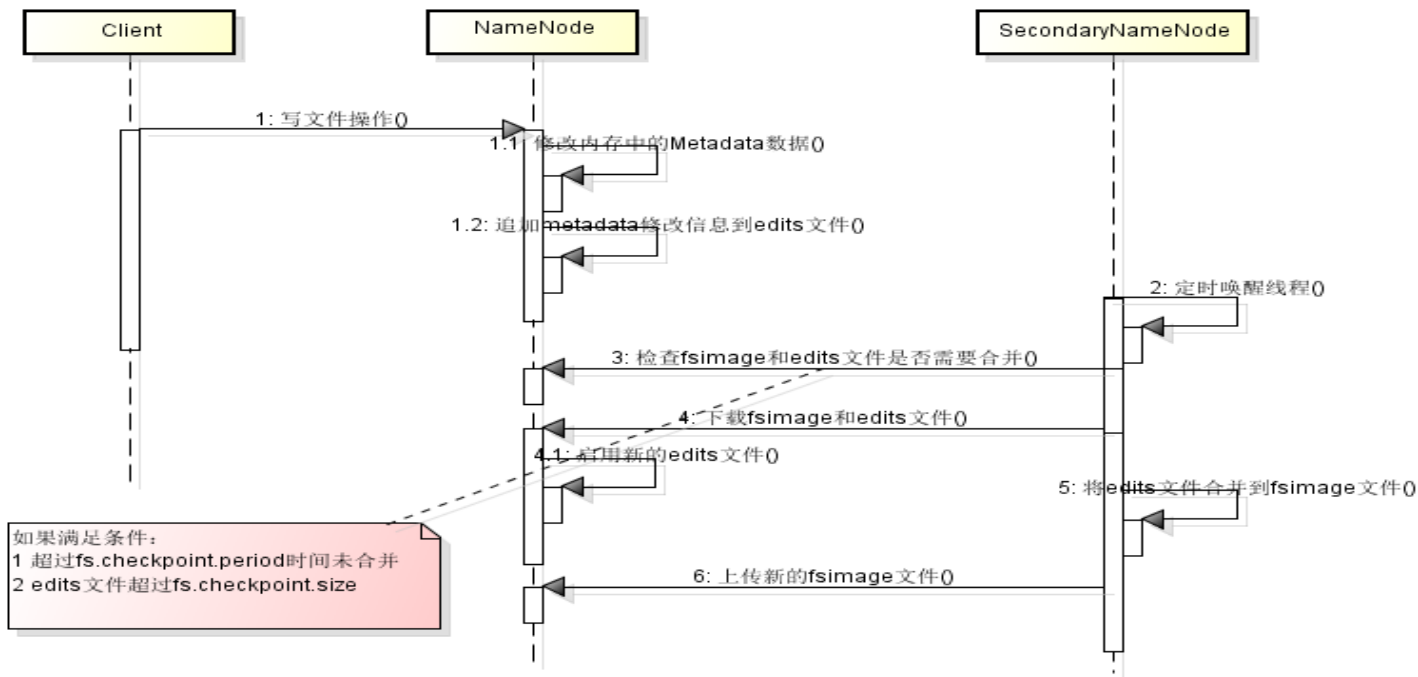 Client
NameNode
SecondaryNameNode
1: 写文件操作()
1.1: 修改内存中的Metadata数据()
1.2: 追加metadata修改信息到edits文件()
2: 定时唤醒线程()
3: 检查fsimage和edits文件是否需要合并()
4: 下载fsimage和edits文件()
4.1: 启用新的edits文件()
5: 将edits文件合并到fsimage文件()
如果满足条件：
1 超过fs.checkpoint.period时间未合并
2 edits文件超过fs.checkpoint.size
6: 上传新的fsimage文件()